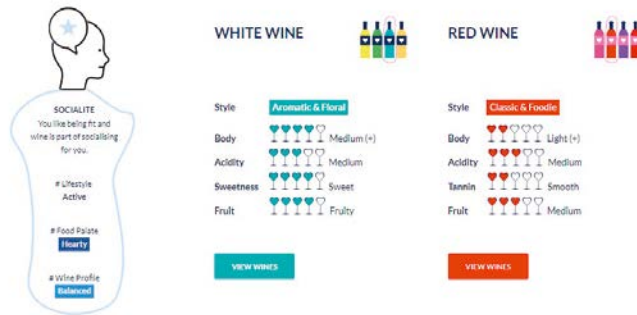 SOCIALITE
You like being fit and
wine is part of socialising
for you.
# Lifestyle
Active
# Food Palate
Hearty
# Wine Profile
Balanced
WHITE WINE
Style Aromatic & Floral
Body Medium (+)
Acidity Medium
Sweetness Sweet
Fruit Fruity
VIEW WINES
RED WINE
Style Classic & Foodie
Body Light (+)
Acidity Medium
Tannin Smooth
Fruit Medium
VIEW WINES